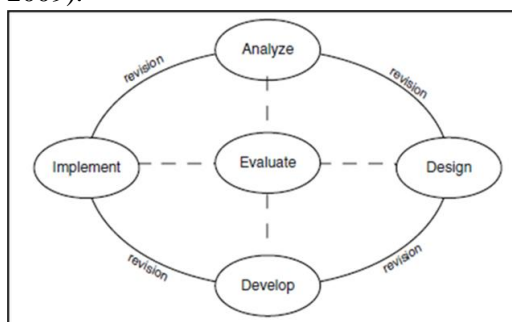 Analyze
revision
revision
Implement
Evaluate
Design
revision
revision
Develop